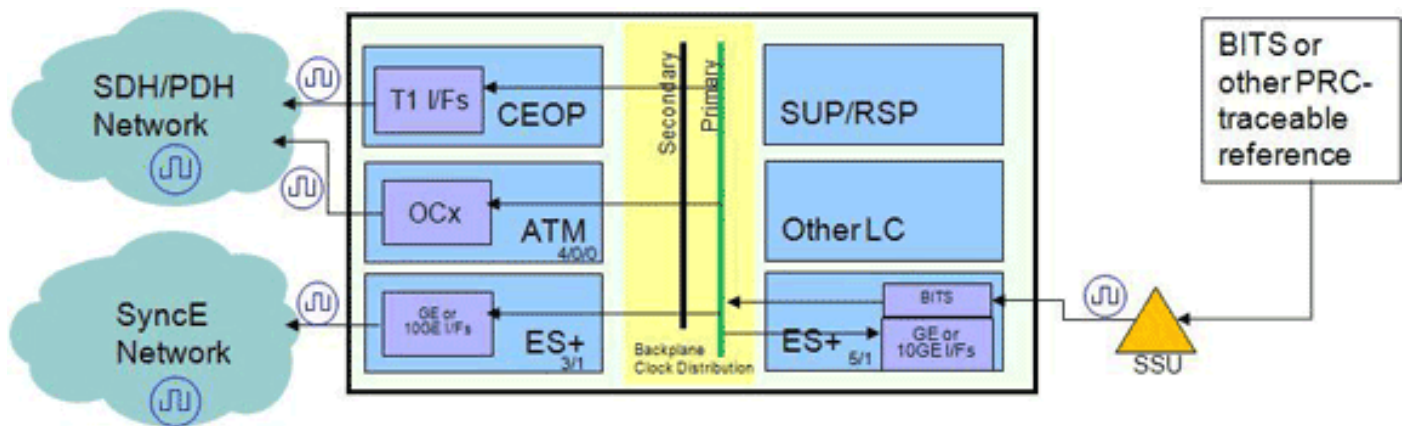 SDH/PDH
Network
SyncE
Network
T1 I/Fs
CEOP
OCx
ATM
4/0/0
GE or
10GE I/Fs
ES+
3/1
Secondary
Primary
Backplane
Clock Distribution
SUP/RSP
Other LC
BITS
GE or
10GE I/Fs
ES+
5/1
SSU
BITS or
other PRC-
traceable
reference